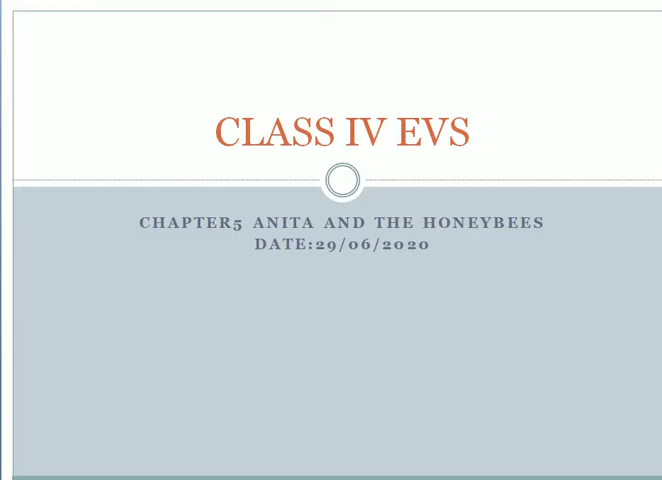 CLASS IV EVS
CHAPTER5 ANITA AND THE HONEYBEES
DATE:29/06/2020